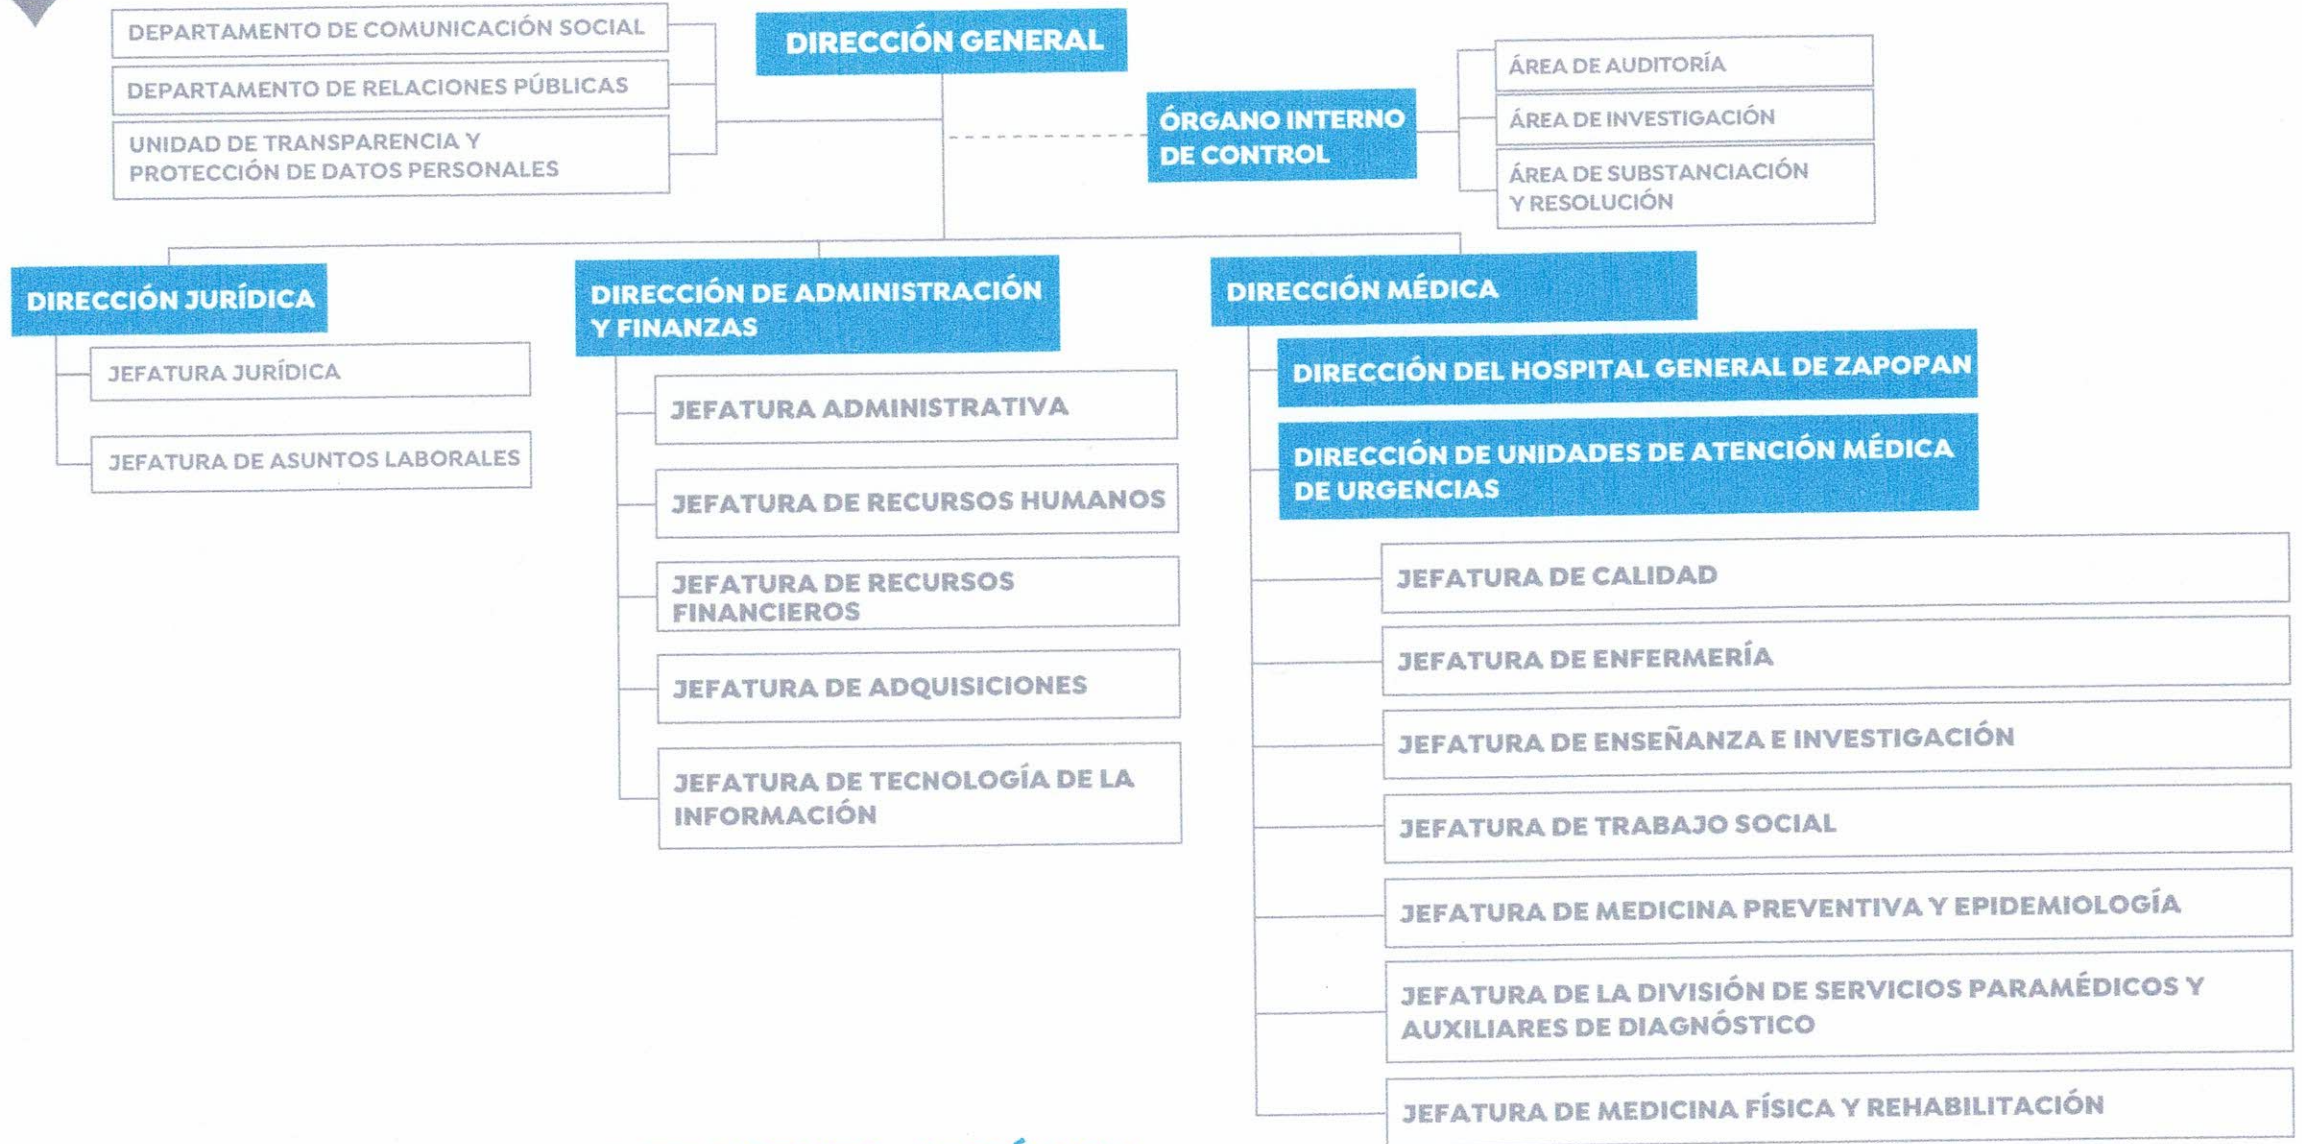 DEPARTAMENTO DE COMUNICACIÓN SOCIAL
DEPARTAMENTO DE RELACIONES PÚBLICAS
UNIDAD DE TRANSPARENCIA Y
PROTECCIÓN DE DATOS PERSONALES
DIRECCIÓN GENERAL
ÓRGANO INTERNO
DE CONTROL
ÁREA DE AUDITORÍA
ÁREA DE INVESTIGACIÓN
ÁREA DE SUBSTANCIACIÓN
Y RESOLUCIÓN
DIRECCIÓN JURÍDICA
JEFATURA JURÍDICA
JEFATURA DE ASUNTOS LABORALES
DIRECCIÓN DE ADMINISTRACIÓN
Y FINANZAS
JEFATURA ADMINISTRATIVA
JEFATURA DE RECURSOS HUMANOS
JEFATURA DE RECURSOS
FINANCIEROS
JEFATURA DE ADQUISICIONES
JEFATURA DE TECNOLOGÍA DE LA
INFORMACIÓN
DIRECCIÓN MÉDICA
DIRECCIÓN DEL HOSPITAL GENERAL DE ZAPOPAN
DIRECCIÓN DE UNIDADES DE ATENCIÓN MÉDICA
DE URGENCIAS
JEFATURA DE CALIDAD
JEFATURA DE ENFERMERÍA
JEFATURA DE ENSEÑANZA E INVESTIGACIÓN
JEFATURA DE TRABAJO SOCIAL
JEFATURA DE MEDICINA PREVENTIVA Y EPIDEMIOLOGÍA
JEFATURA DE LA DIVISIÓN DE SERVICIOS PARAMÉDICOS Y
AUXILIARES DE DIAGNÓSTICO
JEFATURA DE MEDICINA FÍSICA Y REHABILITACIÓN